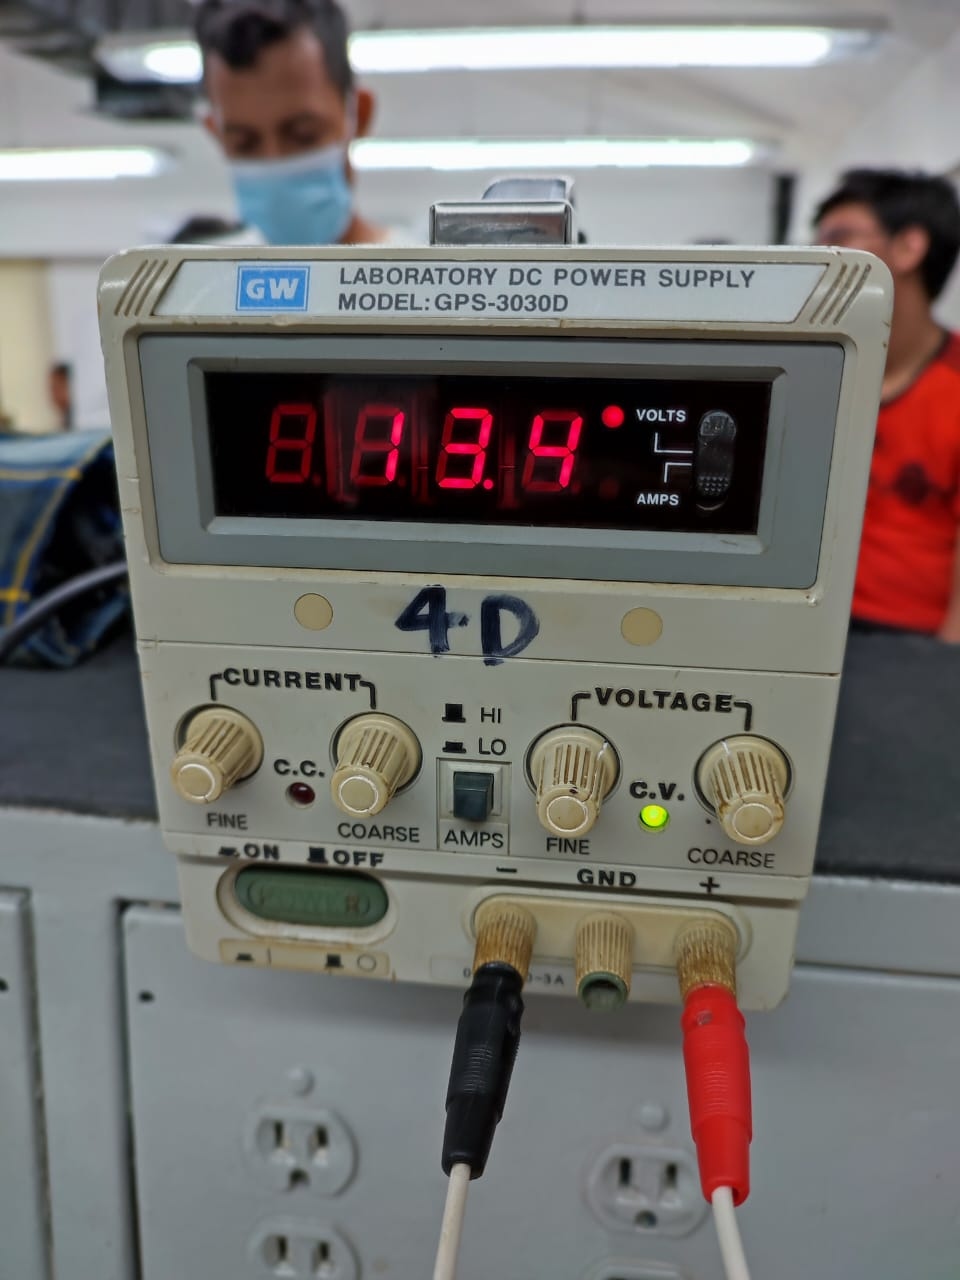 GW
LABORATORY DC POWER SUPPLY
MODEL: GPS-3030D
13.4
VOLTS
AMPS
4D
CURRENT
VOLTAGE
HI
LO
C.C.
C.V.
FINE
COARSE
AMPS
FINE
COARSE
ON
OFF
POWER
GND
- +
-3A